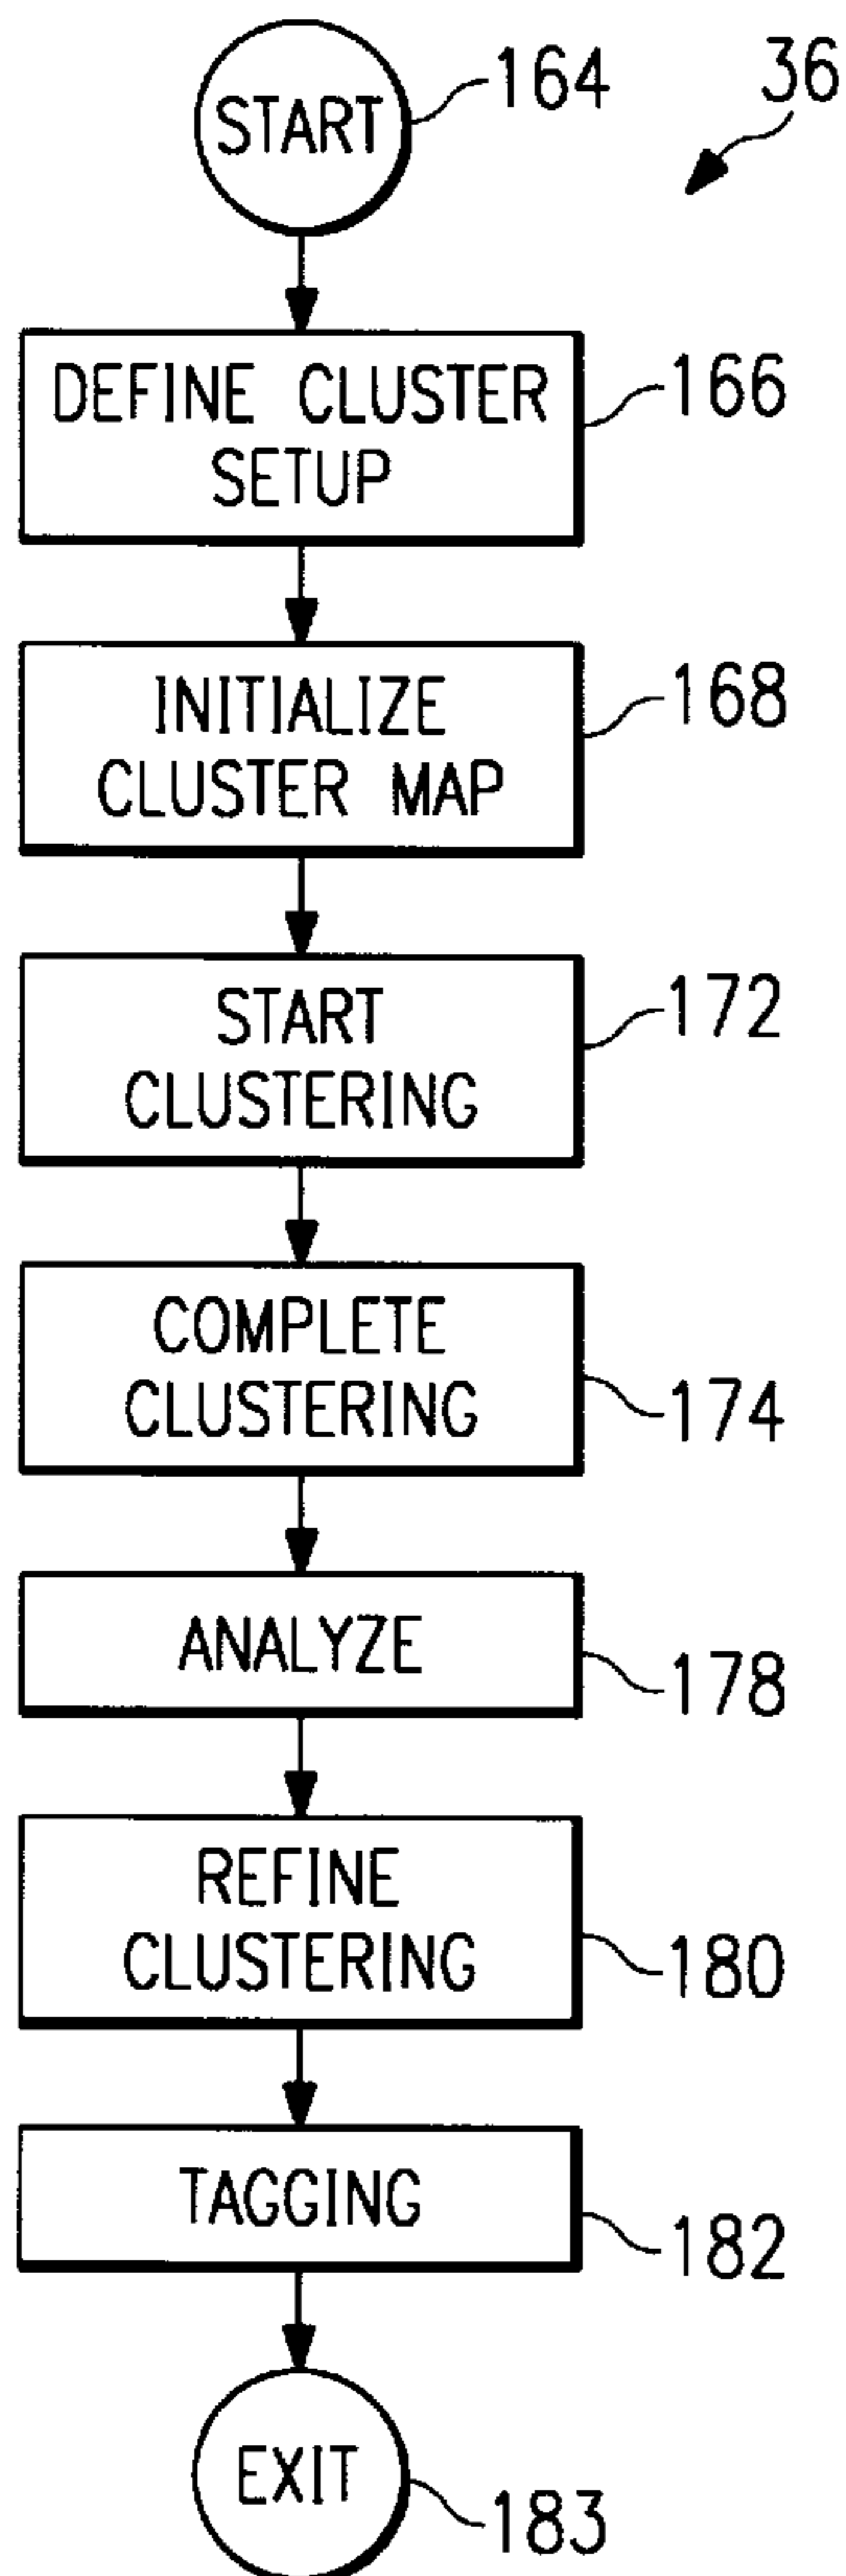 START
164
36
DEFINE CLUSTER
SETUP
166
INITIALIZE
CLUSTER MAP
168
START
CLUSTERING
172
COMPLETE
CLUSTERING
174
ANALYZE
178
REFINE
CLUSTERING
180
TAGGING
182
EXIT
183